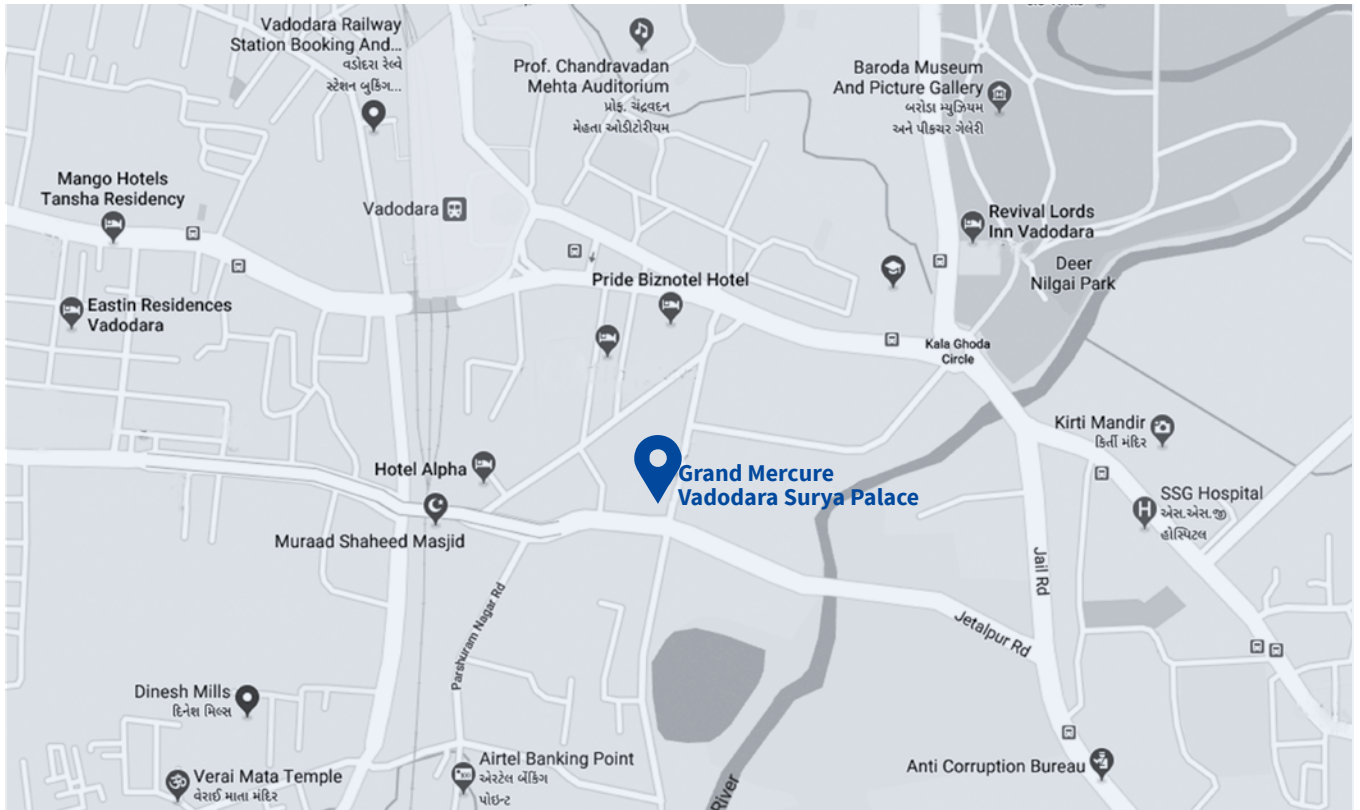 Vadodara Railway
Station Booking And...
વડોદરા રેલ્વે
સ્ટેશન બુકિંગ...
Prof. Chandravadan
Mehta Auditorium
પ્રોફ. ચંદ્રવદન
મેહતા ઓડીટોરીયમ
Baroda Museum
And Picture Gallery
બરોડા મ્યુઝિયમ
અને પીકચર ગેલેરી
Mango Hotels
Tansha Residency
Vadodara
Revival Lords
Inn Vadodara
Deer
Nilgai Park
Pride Biznotel Hotel
Eastin Residences
Vadodara
Kala Ghoda
Circle
Kirti Mandir
કિર્તી મંદિર
Hotel Alpha
Grand Mercure
Vadodara Surya Palace
SSG Hospital
એસ.એસ.જી
હોસ્પિટલ
Muraad Shaheed Masjid
Jail Rd
Jetalpur Rd
Parshuram Nagar Rd
Dinesh Mills
દિનેશ મિલ્સ
Airtel Banking Point
એરટેલ બેંકિંગ
પોઇન્ટ
Verai Mata Temple
વેરાઈ માતા મંદિર
Anti Corruption Bureau
River